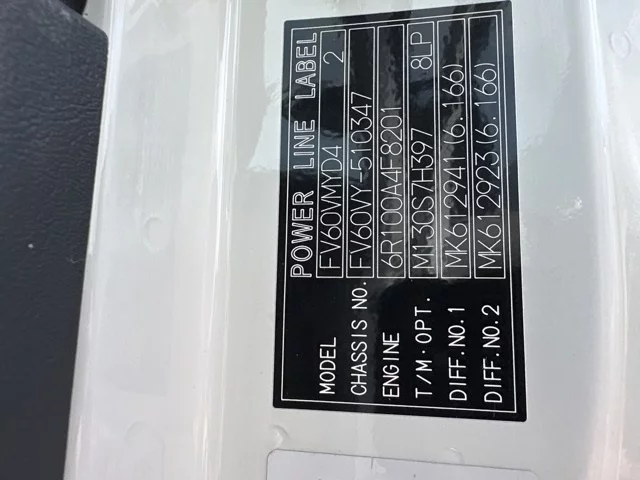 POWER LINE LABEL
MODEL FV60VMYD4 2
CHASSIS NO. FV60VY-510347
ENGINE 6R100A4F8201
T/M·OPT. M130S7H397 8LP
DIFF.NO.1 MK612941(6.166)
DIFF.NO.2 MK612923(6.166)